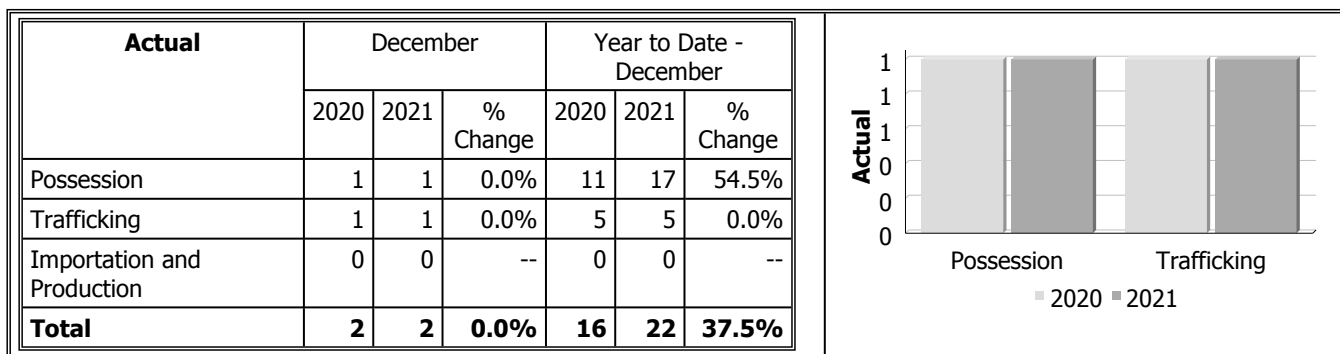 Actual December Year to Date -
December
2020 2021 % 2020 2021 %
Change Change
Possession 1 1 0.0% 11 17 54.5%
Trafficking 1 1 0.0% 5 5 0.0%
Importation and 0 0 -- 0 0 --
Production
Total 2 2 0.0% 16 22 37.5%
Actual
1
1
1
0
0
0
Possession Trafficking
2020 2021